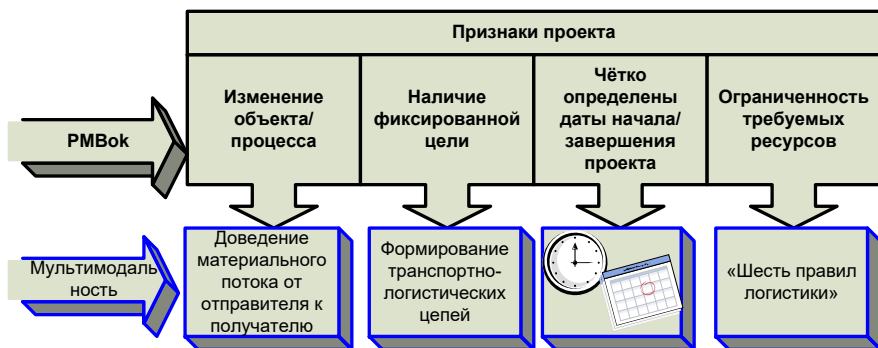 Признаки проекта
PMBok
Изменение
объекта/
процесса
Наличие
фиксированной
цели
Чётко
определены
даты начала/
завершения
проекта
Ограниченность
требуемых
ресурсов
Мультимодаль
ность
Доведение
материального
потока от
отправителя к
получателю
Формирование
транспортно-
логистических
цепей
«Шесть правил
логистики»